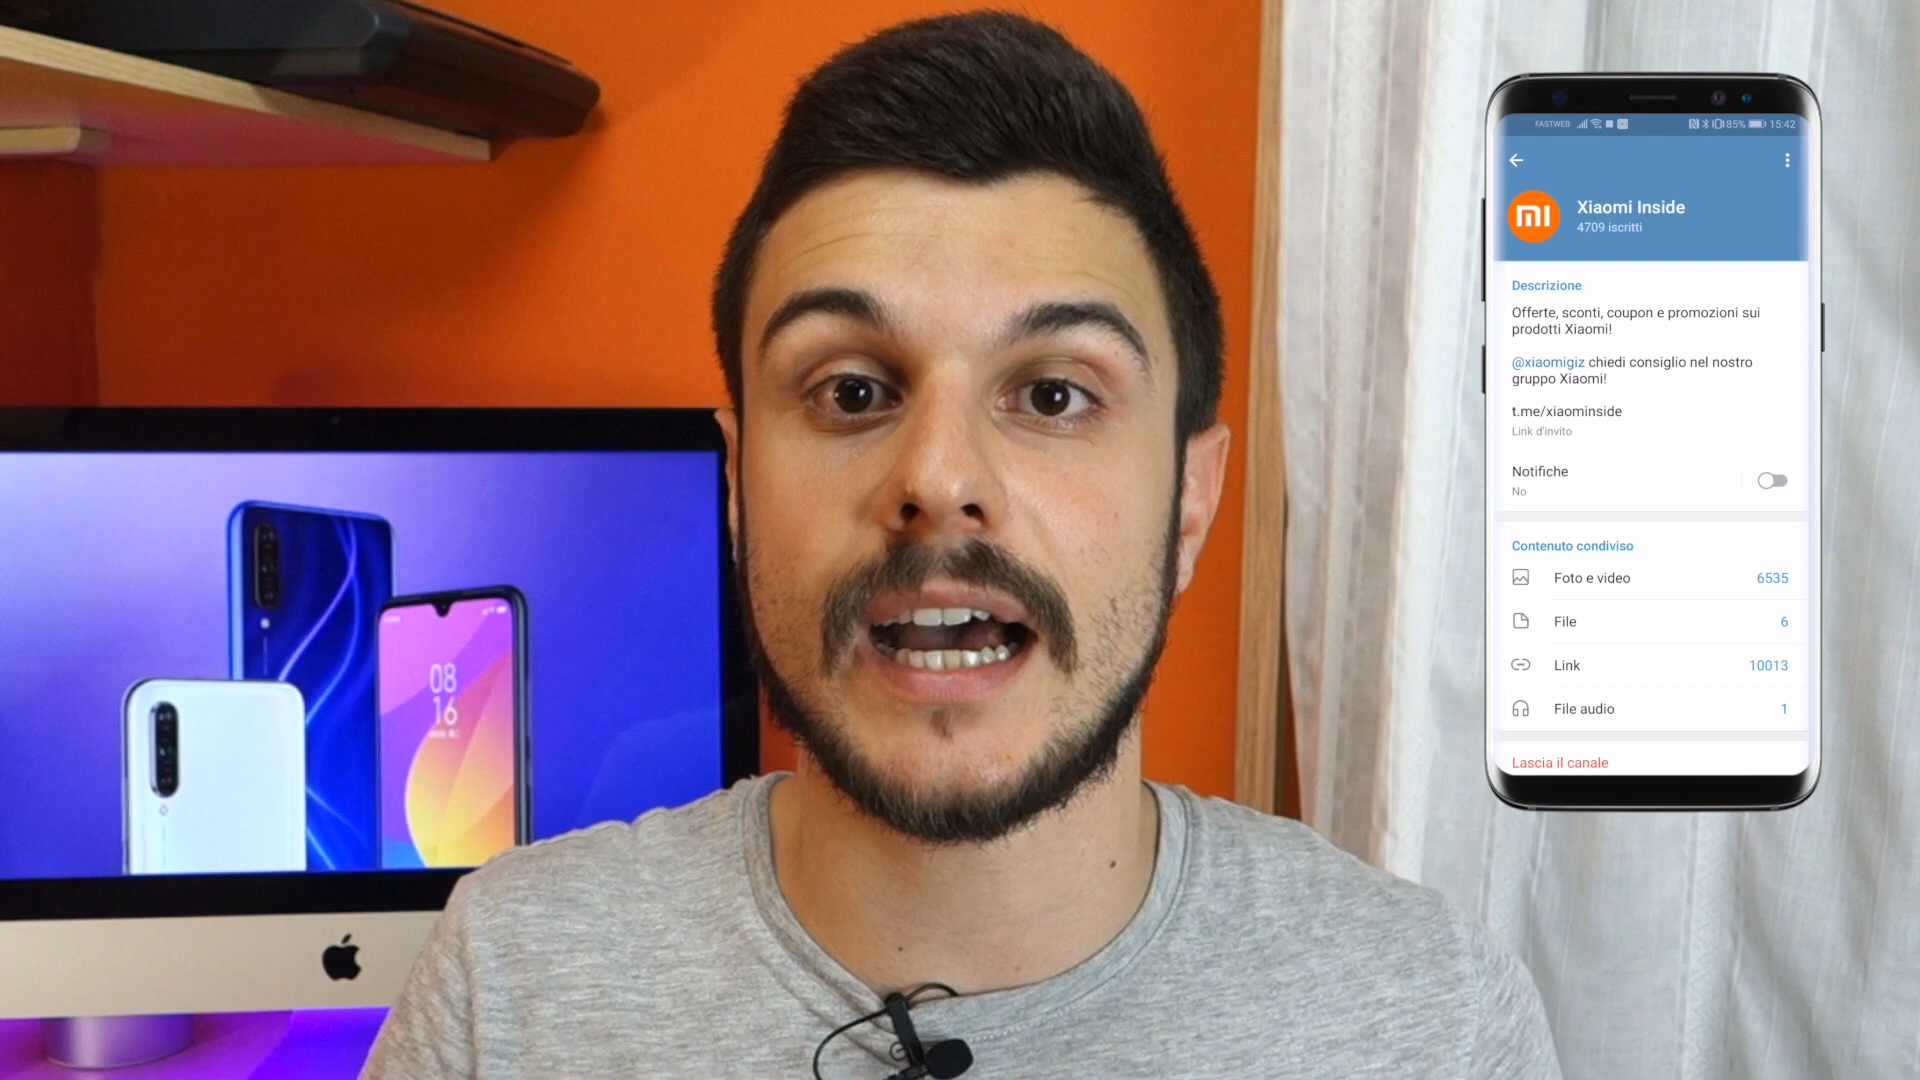 FASTWEB
85% 15:42
Xiaomi Inside
4709 iscritti
Descrizione
Offerte, sconti, coupon e promozioni sui
prodotti Xiaomi!
@xiaomigiz chiedi consiglio nel nostro
gruppo Xiaomi!
t.me/xiaominside
Link d'invito
Notifiche
No
Contenuto condiviso
Foto e video 6535
File 6
Link 10013
File audio 1
Lascia il canale
08
16